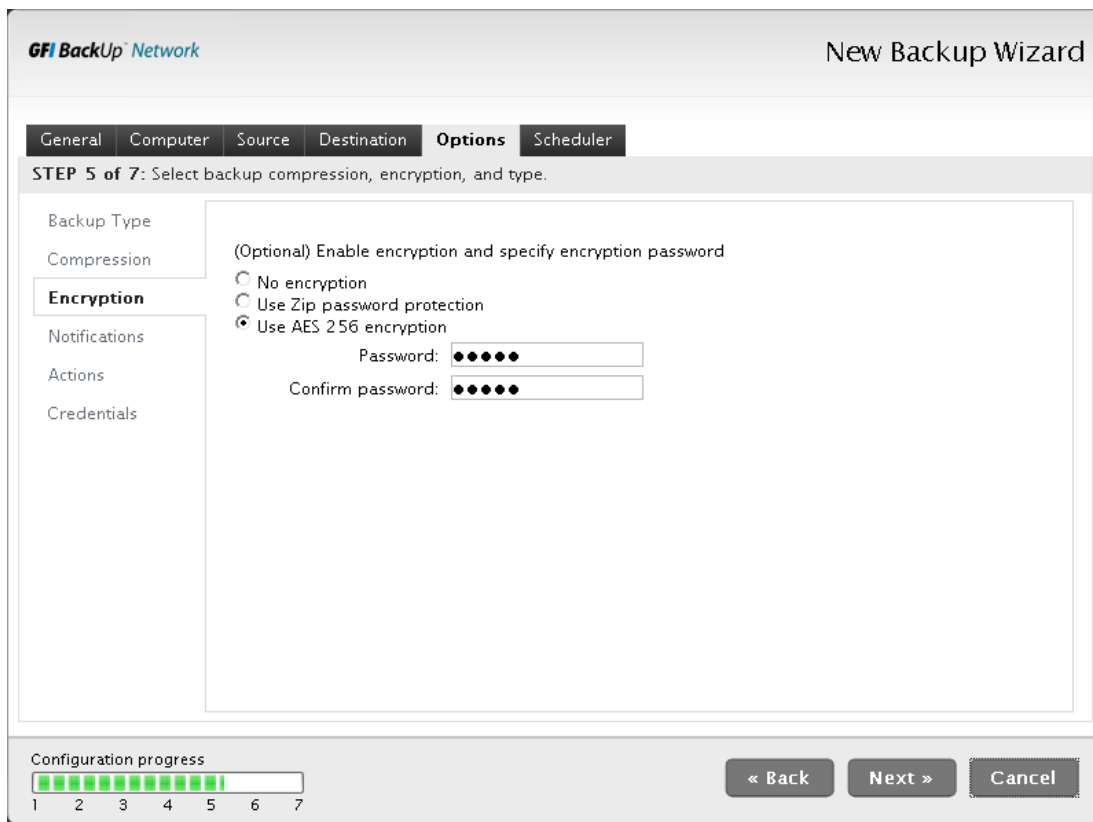 GFI BackUp™ Network
New Backup Wizard
General Computer Source Destination Options Scheduler
STEP 5 of 7: Select backup compression, encryption, and type.
Backup Type
Compression
Encryption
Notifications
Actions
Credentials
(Optional) Enable encryption and specify encryption password
No encryption
Use Zip password protection
Use AES 256 encryption
Password: ●●●●●
Confirm password: ●●●●●
Configuration progress
1 2 3 4 5 6 7
« Back Next » Cancel